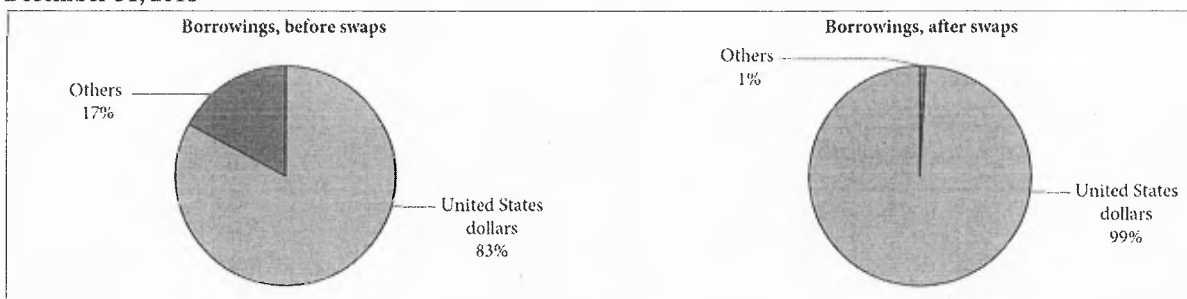 Borrowings, before swaps
Others
17%
United States
dollars
83%
Borrowings, after swaps
Others
1%
United States
dollars
99%